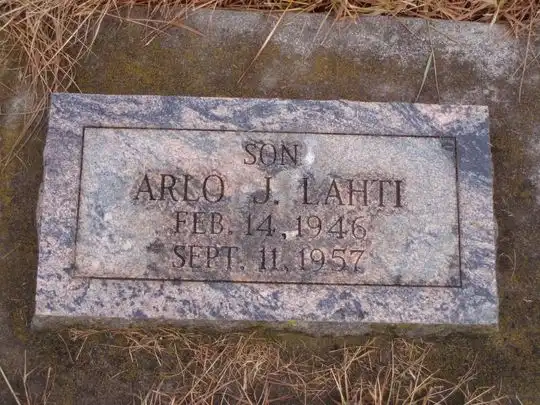 SON
ARLO J. LAHTI
FEB. 14, 1946
SEPT. 11, 1957